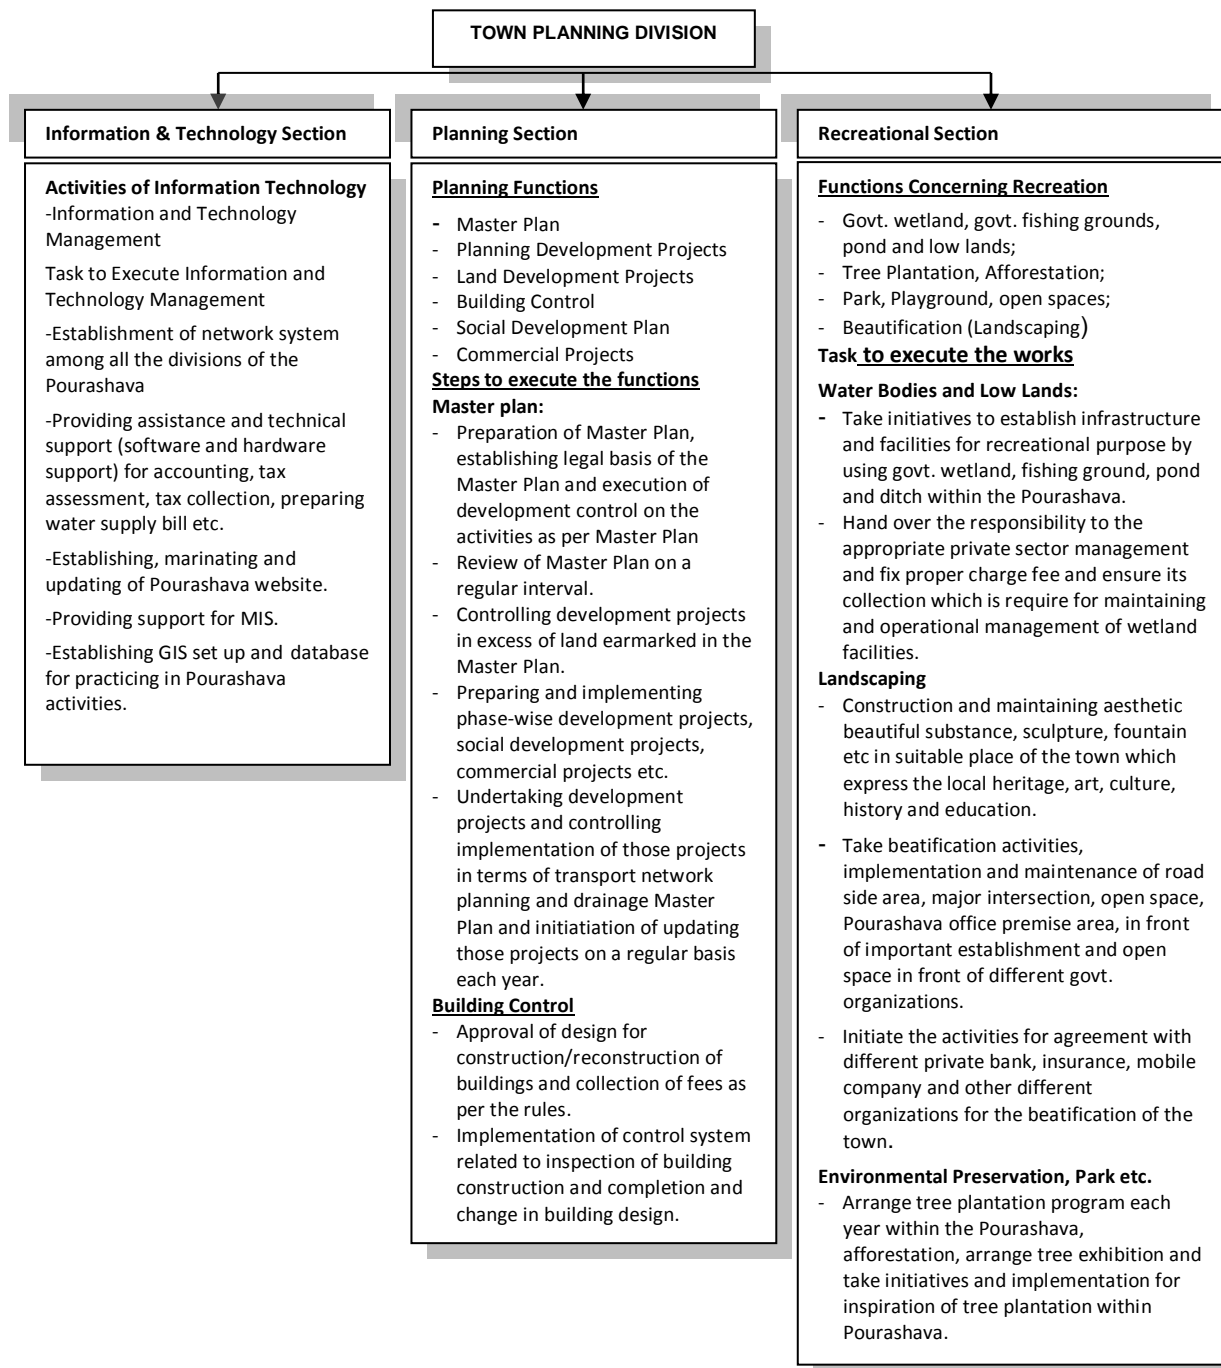 TOWN PLANNING DIVISION
Information & Technology Section
Activities of Information Technology
-Information and Technology
Management
Task to Execute Information and
Technology Management
-Establishment of network system
among all the divisions of the
Pourashava
-Providing assistance and technical
support (software and hardware
support) for accounting, tax
assessment, tax collection, preparing
water supply bill etc.
-Establishing, marinating and
updating of Pourashava website.
-Providing support for MIS.
-Establishing GIS set up and database
for practicing in Pourashava
activities.
Planning Section
Planning Functions
- Master Plan
- Planning Development Projects
- Land Development Projects
- Building Control
- Social Development Plan
- Commercial Projects
Steps to execute the functions
Master plan:
- Preparation of Master Plan,
establishing legal basis of the
Master Plan and execution of
development control on the
activities as per Master Plan
- Review of Master Plan on a
regular interval.
- Controlling development projects
in excess of land earmarked in the
Master Plan.
- Preparing and implementing
phase-wise development projects,
social development projects,
commercial projects etc.
- Undertaking development
projects and controlling
implementation of those projects
in terms of transport network
planning and drainage Master
Plan and initiatiation of updating
those projects on a regular basis
each year.
Building Control
- Approval of design for
construction/reconstruction of
buildings and collection of fees as
per the rules.
- Implementation of control system
related to inspection of building
construction and completion and
change in building design.
Recreational Section
Functions Concerning Recreation
- Govt. wetland, govt. fishing grounds,
pond and low lands;
- Tree Plantation, Afforestation;
- Park, Playground, open spaces;
- Beautification (Landscaping)
Task to execute the works
Water Bodies and Low Lands:
- Take initiatives to establish infrastructure
and facilities for recreational purpose by
using govt. wetland, fishing ground, pond
and ditch within the Pourashava.
- Hand over the responsibility to the
appropriate private sector management
and fix proper charge fee and ensure its
collection which is require for maintaining
and operational management of wetland
facilities.
Landscaping
- Construction and maintaining aesthetic
beautiful substance, sculpture, fountain
etc in suitable place of the town which
express the local heritage, art, culture,
history and education.
- Take beatification activities,
implementation and maintenance of road
side area, major intersection, open space,
Pourashava office premise area, in front
of important establishment and open
space in front of different govt.
organizations.
- Initiate the activities for agreement with
different private bank, insurance, mobile
company and other different
organizations for the beatification of the
town.
Environmental Preservation, Park etc.
- Arrange tree plantation program each
year within the Pourashava,
afforestation, arrange tree exhibition and
take initiatives and implementation for
inspiration of tree plantation within
Pourashava.